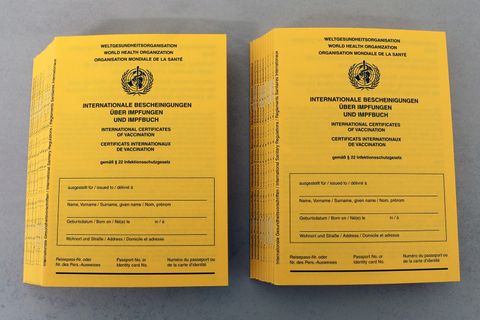 WELTGESUNDHEITSORGANISATION
WORLD HEALTH ORGANIZATION
ORGANISATION MONDIALE DE LA SANTÉ
INTERNATIONALE BESCHEINIGUNGEN
ÜBER IMPFUNGEN
UND IMPFBUCH
INTERNATIONAL CERTIFICATES
OF VACCINATION
CERTIFICATS INTERNATIONAUX
DE VACCINATION
gemäß § 22 Infektionsschutzgesetz
ausgestellt für / issued to / délivré à
Name, Vorname / Surname, given name / Nom, prénom
Geburtsdatum / Born on / Né(e) le in / à
Wohnort und Straße / Address / Domicile et adresse
Reisepass-Nr. oder
Nr. des Pers.-Ausweises
Passport No. or
Identity card No.
Numéro du passeport ou
de la carte d'identité
WELTGESUNDHEITSORGANISATION
WORLD HEALTH ORGANIZATION
ORGANISATION MONDIALE DE LA SANTÉ
INTERNATIONALE BESCHEINIGUNGEN
ÜBER IMPFUNGEN
UND IMPFBUCH
INTERNATIONAL CERTIFICATES
OF VACCINATION
CERTIFICATS INTERNATIONAUX
DE VACCINATION
gemäß § 22 Infektionsschutzgesetz
ausgestellt für / issued to / délivré à
Name, Vorname / Surname, given name / Nom, prénom
Geburtsdatum / Born on / Né(e) le in / à
Wohnort und Straße / Address / Domicile et adresse
Reisepass-Nr. oder
Nr. des Pers.-Ausweises
Passport No. or
Identity card No.
Numéro du passeport ou
de la carte d'identité